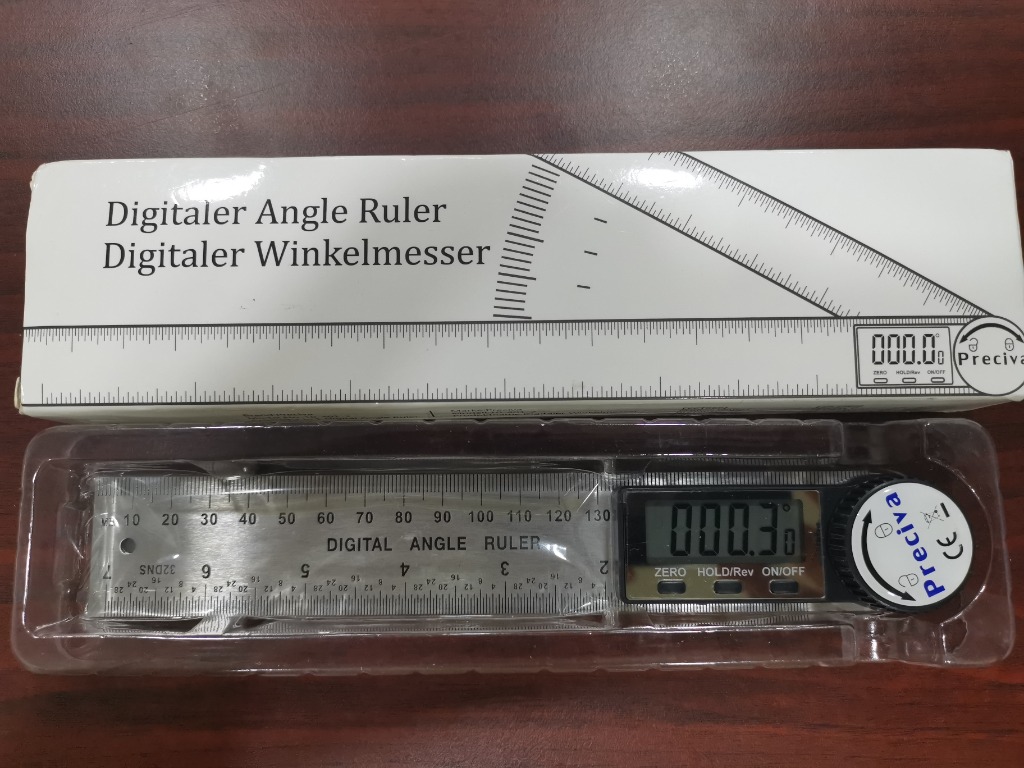 Digitaler Angle Ruler
Digitaler Winkelmesser
000.00
ZERO HOLD/Rev ON/OFF
Preciva
10 20 30 40 50 60 70 80 90 100 110 120 130
DIGITAL ANGLE RULER
7 32DNS 6 5 4 3 2
000.30°
ZERO HOLD/Rev ON/OFF
Preciva
CE